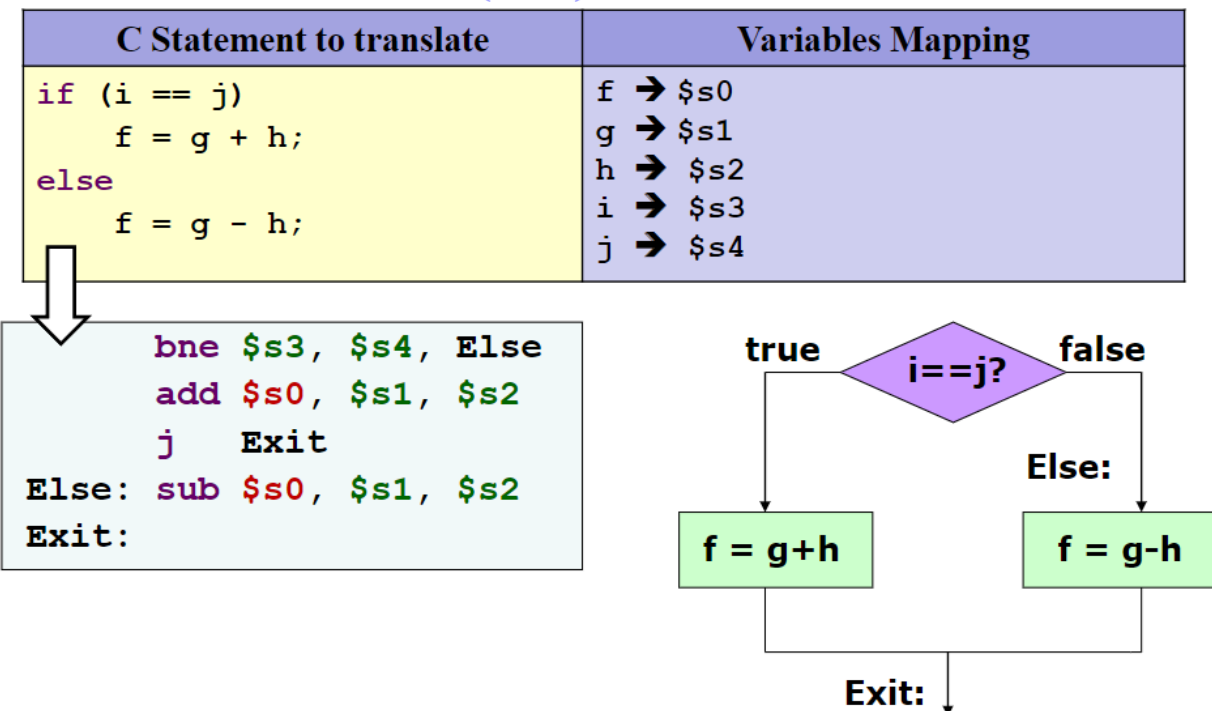 C Statement to translate
Variables Mapping
if (i == j)
    f = g + h;
else
    f = g - h;
f ➔ $s0
g ➔ $s1
h ➔ $s2
i ➔ $s3
j ➔ $s4
bne $s3, $s4, Else
add $s0, $s1, $s2
j Exit
Else: sub $s0, $s1, $s2
Exit:
true
i==j?
false
Else:
f = g+h
f = g-h
Exit: